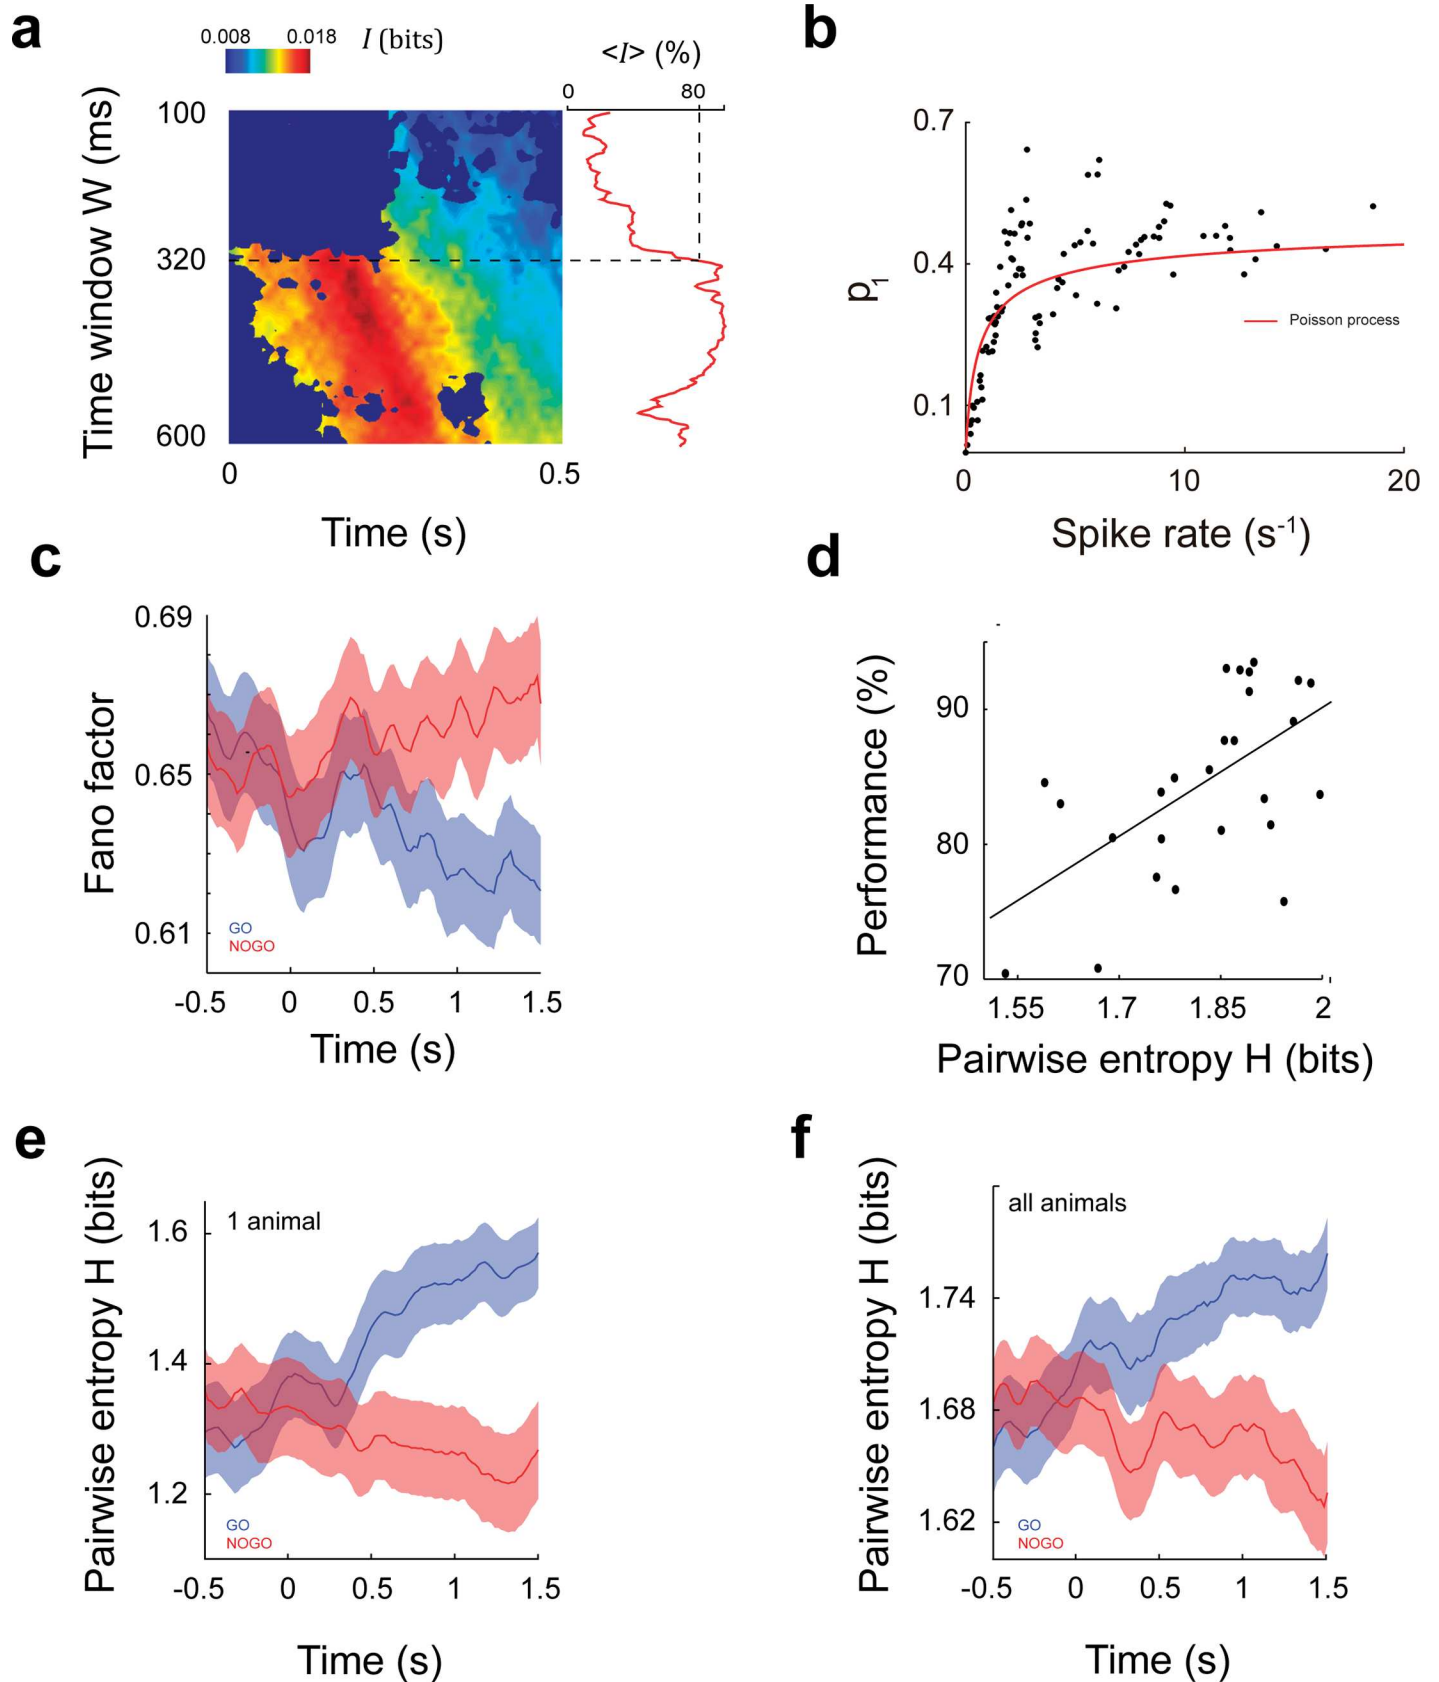 a
0.008 0.018 I (bits)
<I> (%)
0 80
Time window W (ms)
100
320
600
0 0.5
Time (s)
b
p1
0.7
0.4
0.1
Poisson process
0 10 20
Spike rate (s-1)
c
Fano factor
0.69
0.65
0.61
GO
NOGO
-0.5 0 0.5 1 1.5
Time (s)
d
Performance (%)
90
80
70
1.55 1.7 1.85 2
Pairwise entropy H (bits)
e
Pairwise entropy H (bits)
1 animal
1.6
1.4
1.2
GO
NOGO
-0.5 0 0.5 1 1.5
Time (s)
f
Pairwise entropy H (bits)
all animals
1.74
1.68
1.62
GO
NOGO
-0.5 0 0.5 1 1.5
Time (s)